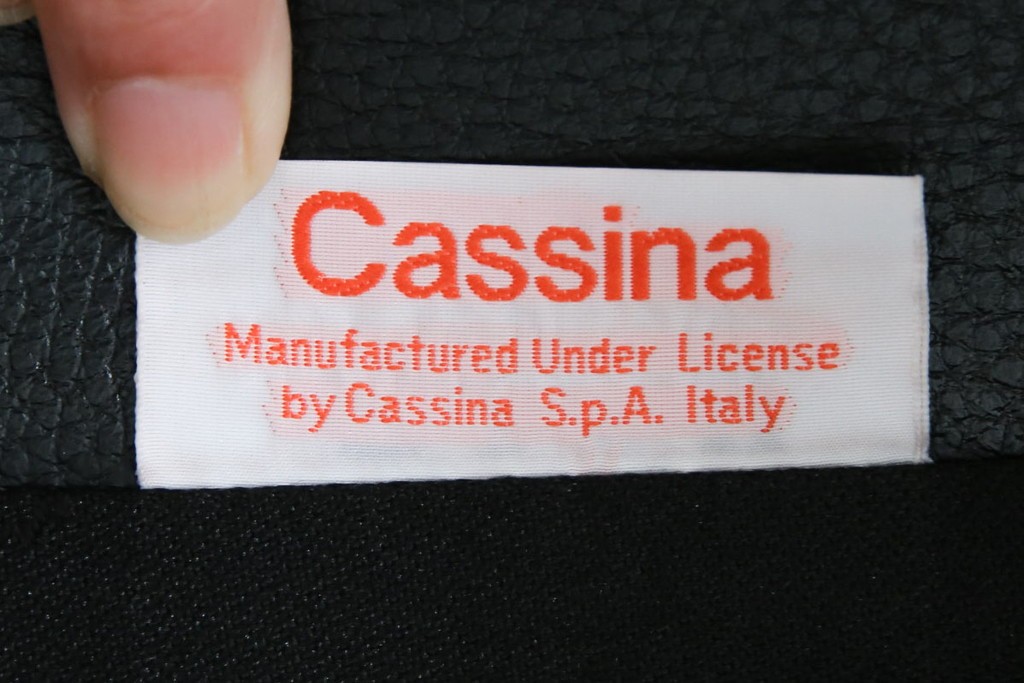 Cassina
Manufactured Under License
by Cassina S.p.A. Italy